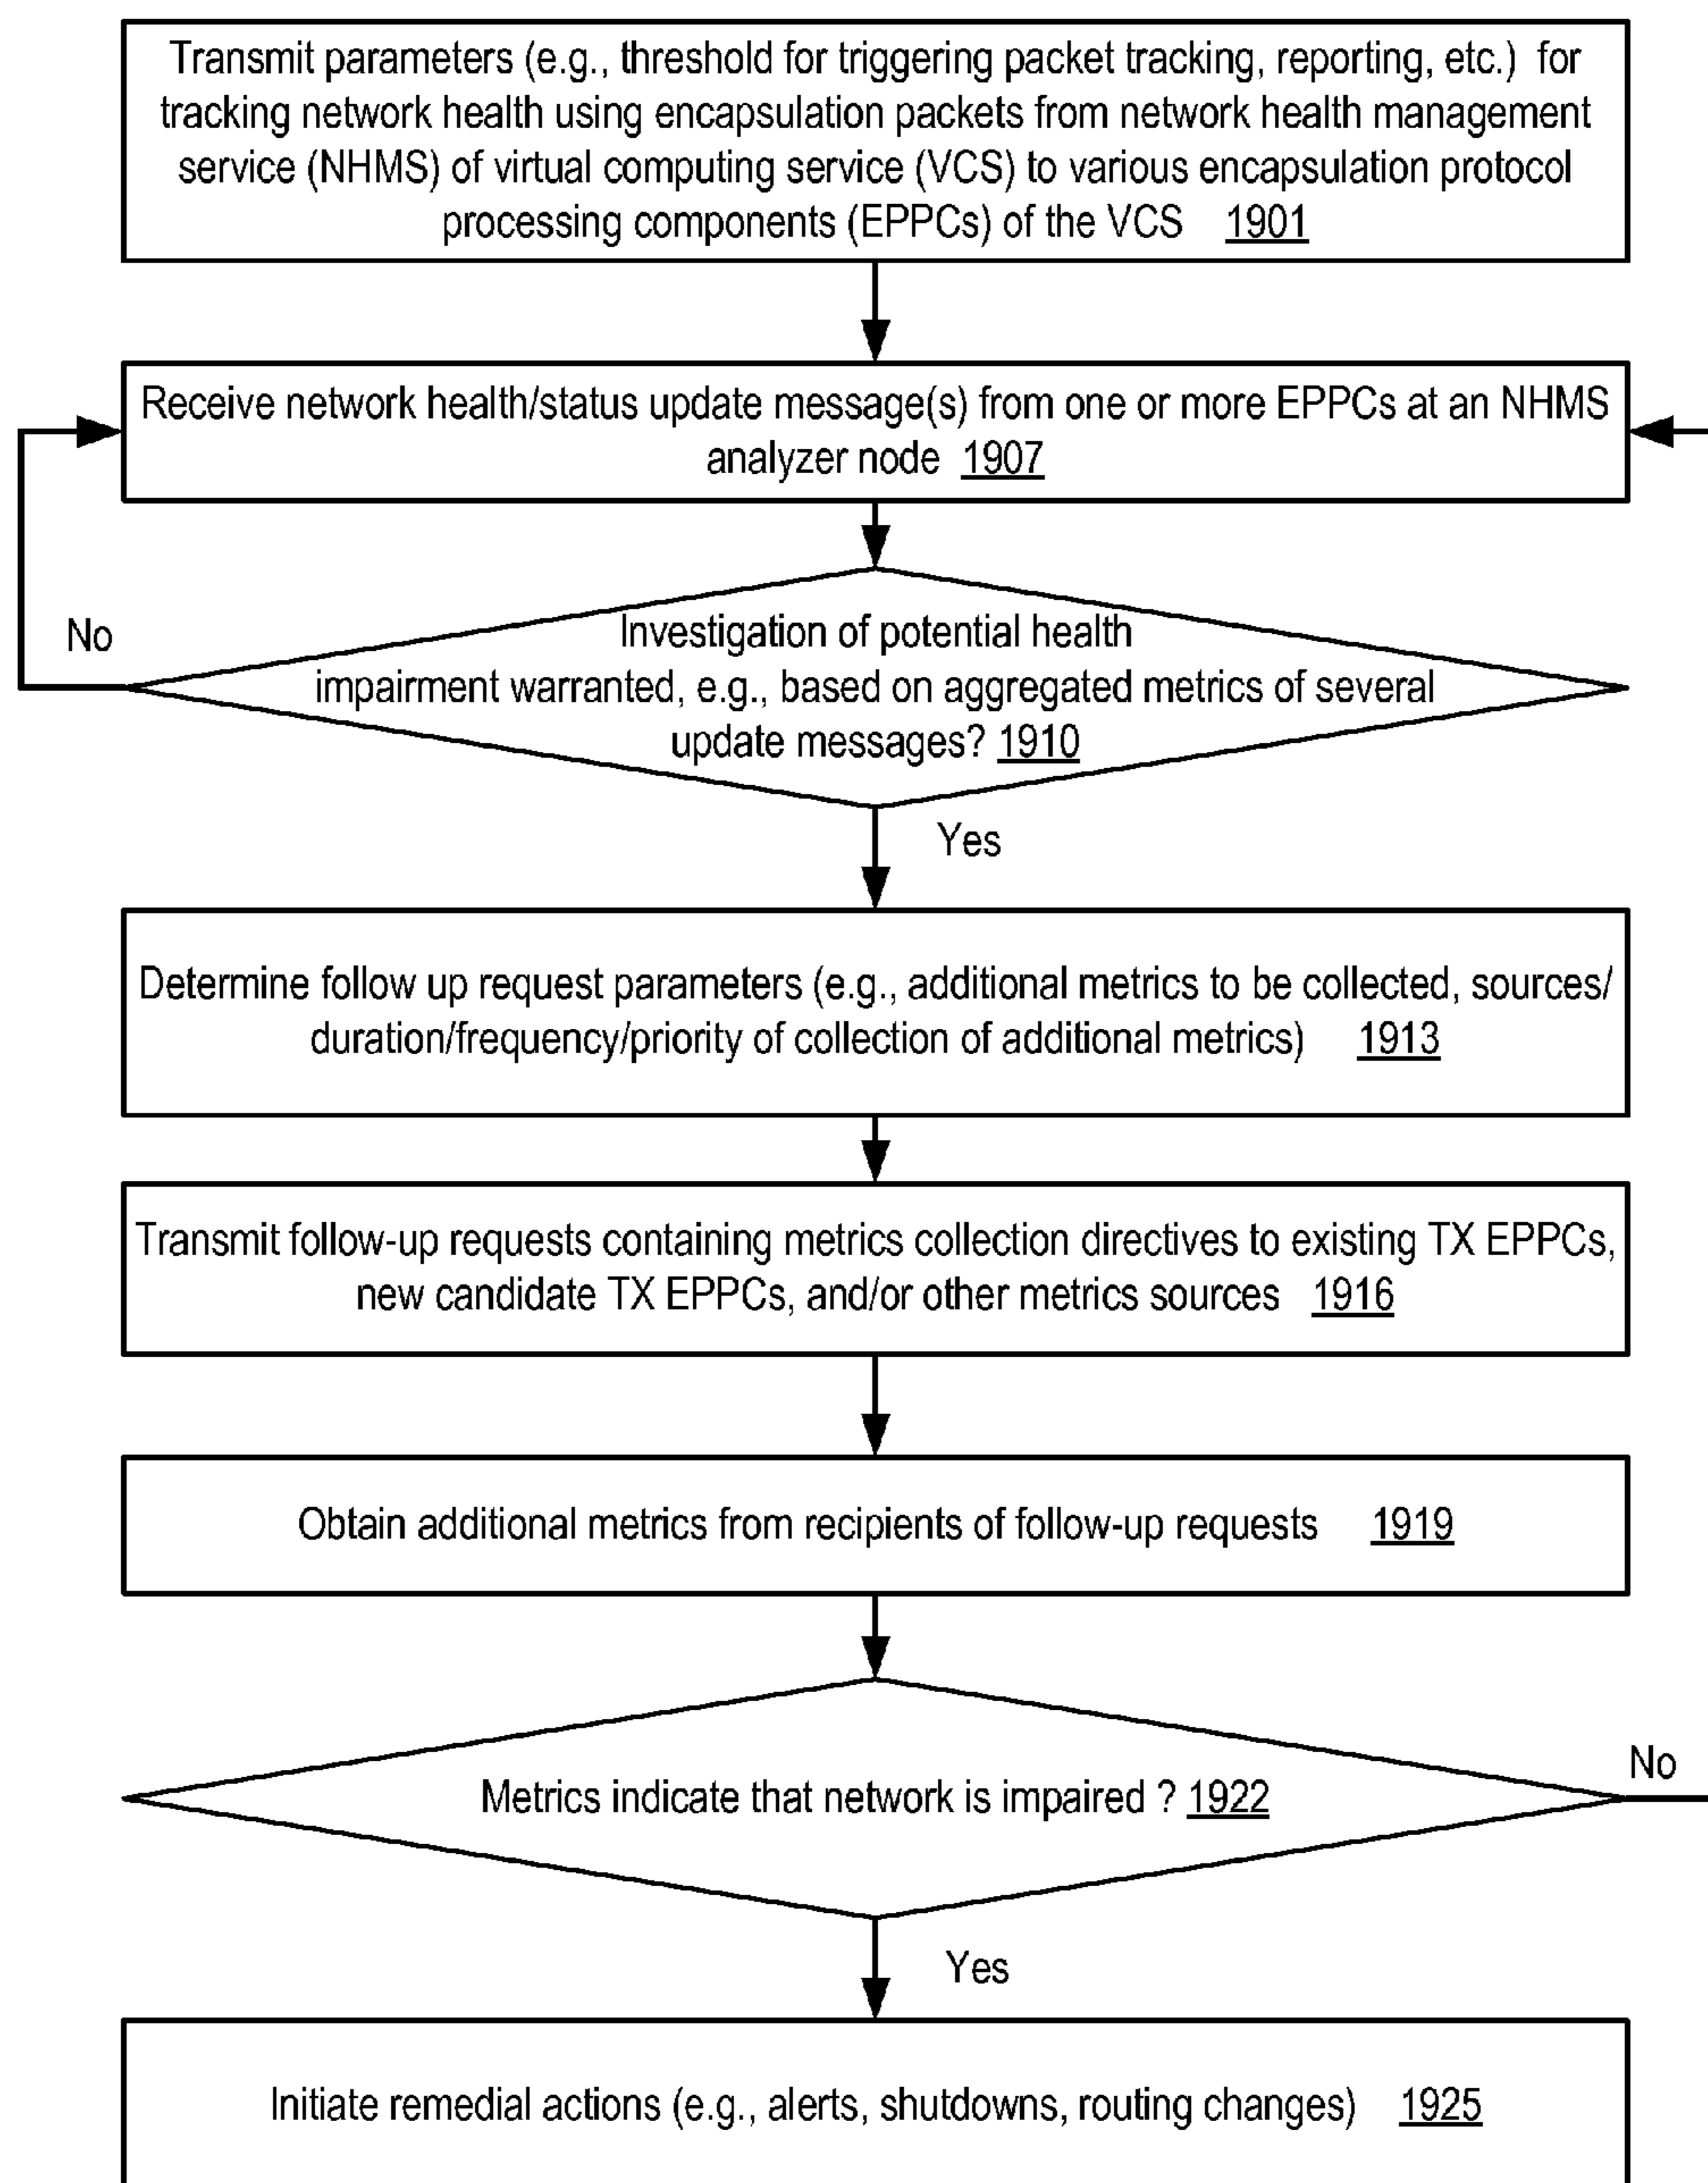 Transmit parameters (e.g., threshold for triggering packet tracking, reporting, etc.) for
tracking network health using encapsulation packets from network health management
service (NHMS) of virtual computing service (VCS) to various encapsulation protocol
processing components (EPPCs) of the VCS 1901
Receive network health/status update message(s) from one or more EPPCs at an NHMS
analyzer node 1907
No
Investigation of potential health
impairment warranted, e.g., based on aggregated metrics of several
update messages? 1910
Yes
Determine follow up request parameters (e.g., additional metrics to be collected, sources/
duration/frequency/priority of collection of additional metrics) 1913
Transmit follow-up requests containing metrics collection directives to existing TX EPPCs,
new candidate TX EPPCs, and/or other metrics sources 1916
Obtain additional metrics from recipients of follow-up requests 1919
No
Metrics indicate that network is impaired ? 1922
Yes
Initiate remedial actions (e.g., alerts, shutdowns, routing changes) 1925